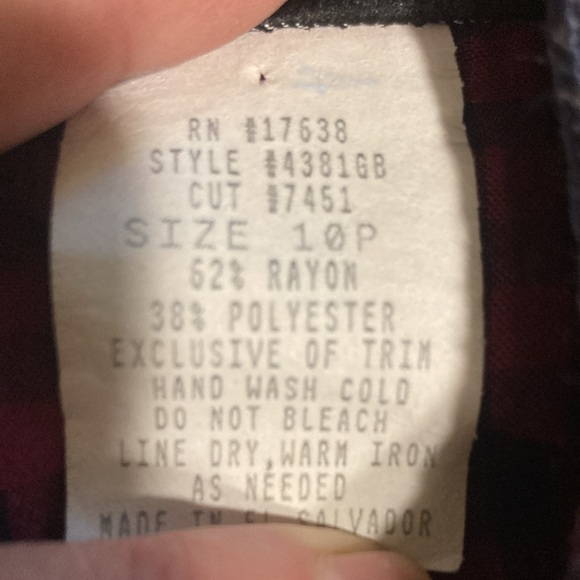 RN #17638
STYLE #4381GB
CUT #7451
SIZE 10P
62% RAYON
38% POLYESTER
EXCLUSIVE OF TRIM
HAND WASH COLD
DO NOT BLEACH
LINE DRY,WARM IRON
AS NEEDED
MADE IN EL SALVADOR